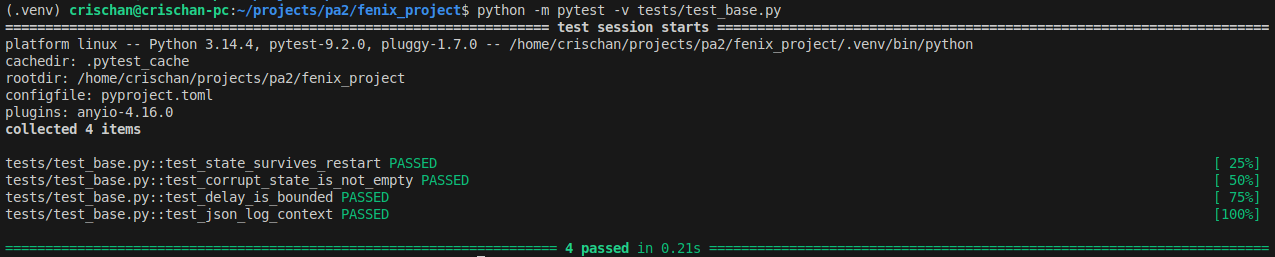 (.venv) crischan@crischan-pc:~/projects/pa2/fenix_project$ python -m pytest -v tests/test_base.py
=================================================================== test session starts ===================================================================
platform linux -- Python 3.14.4, pytest-9.2.0, pluggy-1.7.0 -- /home/crischan/projects/pa2/fenix_project/.venv/bin/python
cachedir: .pytest_cache
rootdir: /home/crischan/projects/pa2/fenix_project
configfile: pyproject.toml
plugins: anyio-4.16.0
collected 4 items
tests/test_base.py::test_state_survives_restart PASSED [ 25%]
tests/test_base.py::test_corrupt_state_is_not_empty PASSED [ 50%]
tests/test_base.py::test_delay_is_bounded PASSED [ 75%]
tests/test_base.py::test_json_log_context PASSED [100%]
==================================================================== 4 passed in 0.21s ====================================================================